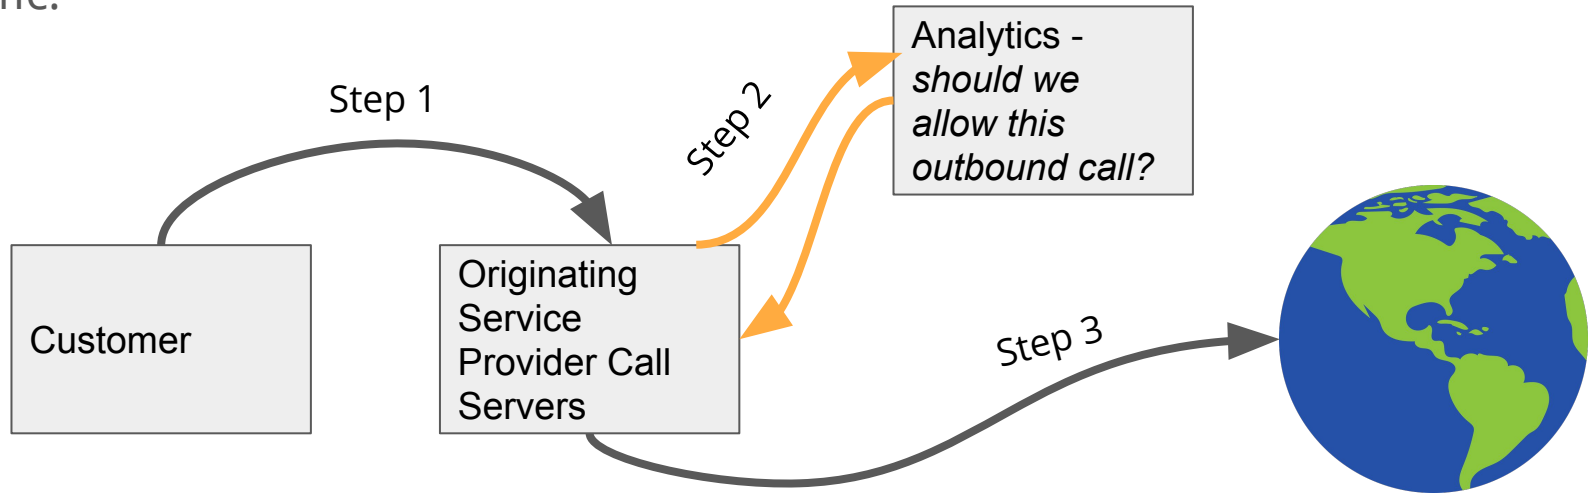 Step 1
Step 2
Analytics -
should we
allow this
outbound call?
Customer
Originating
Service
Provider Call
Servers
Step 3